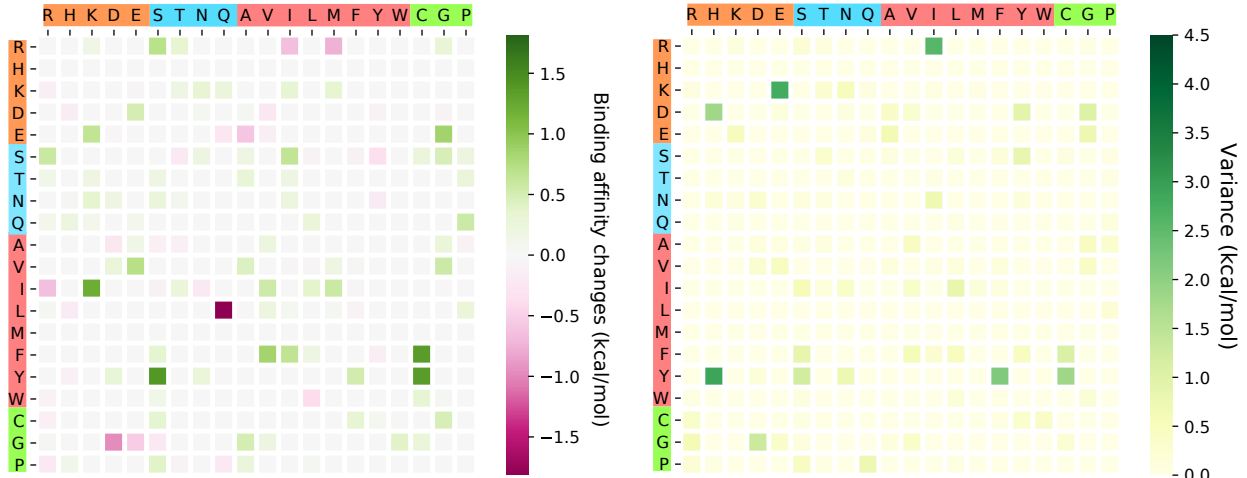 R H K D E S T N Q A V I L M F Y W C G P
R
H
K
D
E
S
T
N
Q
A
V
I
L
M
F
Y
W
C
G
P
1.5
1.0
0.5
0.0
−0.5
−1.0
−1.5
Binding affinity changes (kcal/mol)
R H K D E S T N Q A V I L M F Y W C G P
R
H
K
D
E
S
T
N
Q
A
V
I
L
M
F
Y
W
C
G
P
4.5
4.0
3.5
3.0
2.5
2.0
1.5
1.0
0.5
0.0
Variance (kcal/mol)